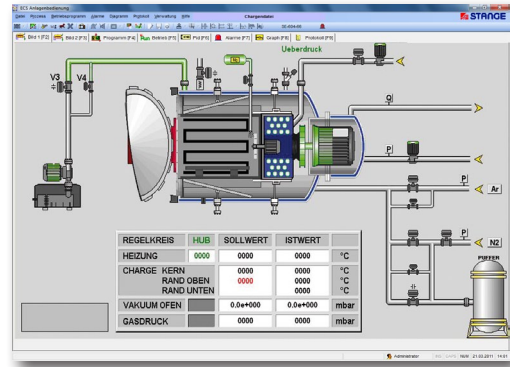 ECS Anlagenbedienung
Datei Prozess Betriebsprogramm Alarme Diagramm Protokoll Verwaltung Hilfe Chargendatei
STANGE
Bild 1 [F2] Bild 2 [F3] Programm [F4] Betrieb [F5] Pid [F6] Alarme [F7] Graph [F8] Protokoll [F9]
Ueberdruck
V3 V4
Q
P
P Ar
P N2
PUFFER
REGELKREIS HUB SOLLWERT ISTWERT
HEIZUNG 0000 0000 0000 °C
CHARGE KERN 0000 0000 °C
RAND OBEN 0000 0000 °C
RAND UNTEN 0000 °C
VAKUUM OFEN 0.0e+000 0.0e+000 mbar
GASDRUCK 0000 0000 mbar
Administrator NUM 21.03.2011 14:01